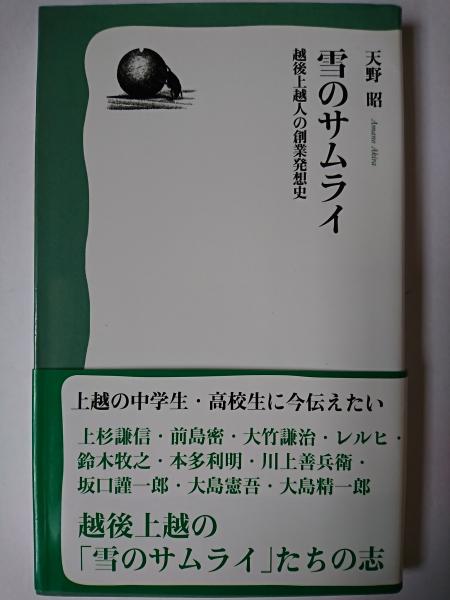 天野 昭
Amano Akira
雪のサムライ
越後上越人の創業発想史
上越の中学生・高校生に今伝えたい
上杉謙信・前島密・大竹謙治・レルヒ・
鈴木牧之・本多利明・川上善兵衛・
坂口謹一郎・大島憲吾・大島精一郎
越後上越の
「雪のサムライ」たちの志